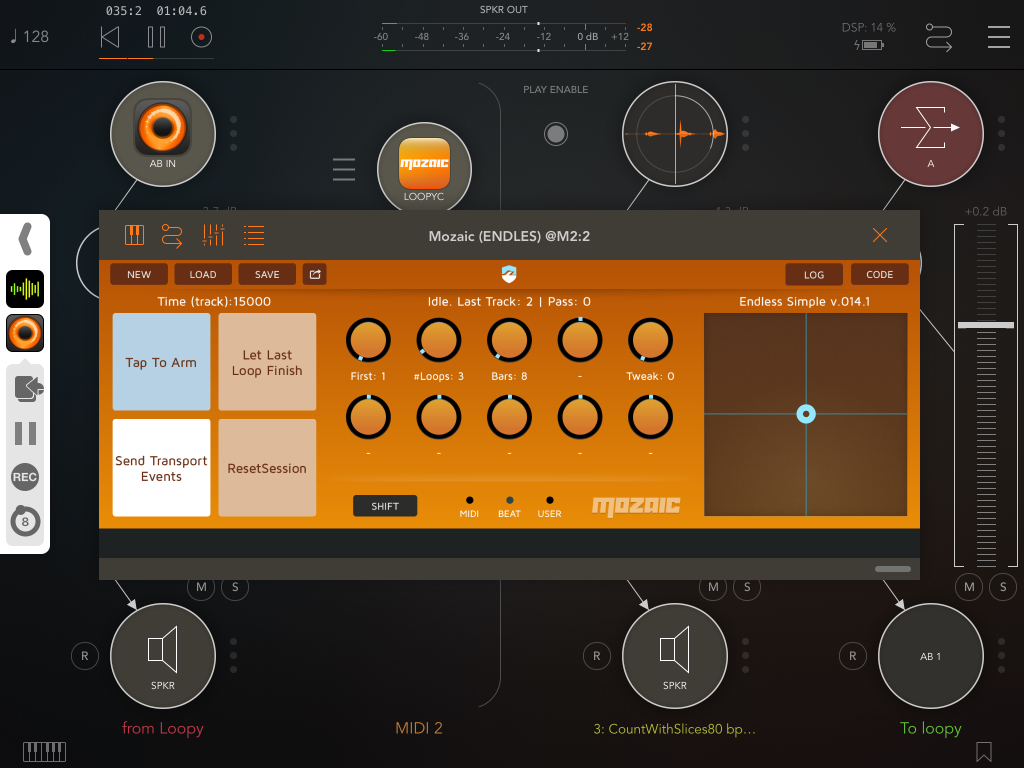 035:2 01:04.6
SPKR OUT
♩ 128
-60 -48 -36 -24 -12 0 dB +12
-28
-27
DSP: 14 %
PLAY ENABLE
AB IN
mozaic
LOOPYC
A
+0.2 dB
Mozaic (ENDLES) @M2:2
NEW LOAD SAVE LOG CODE
Time (track):15000
Idle. Last Track: 2 | Pass: 0
Endless Simple v.014.1
Tap To Arm
Let Last
Loop Finish
First: 1 #Loops: 3 Bars: 8 - Tweak: 0
Send Transport
Events
ResetSession
- - - - -
SHIFT
MIDI BEAT USER
mozaic
REC
8
M S M S M S
R SPKR R SPKR R AB 1
from Loopy
MIDI 2
3: CountWithSlices80 bp…
To loopy